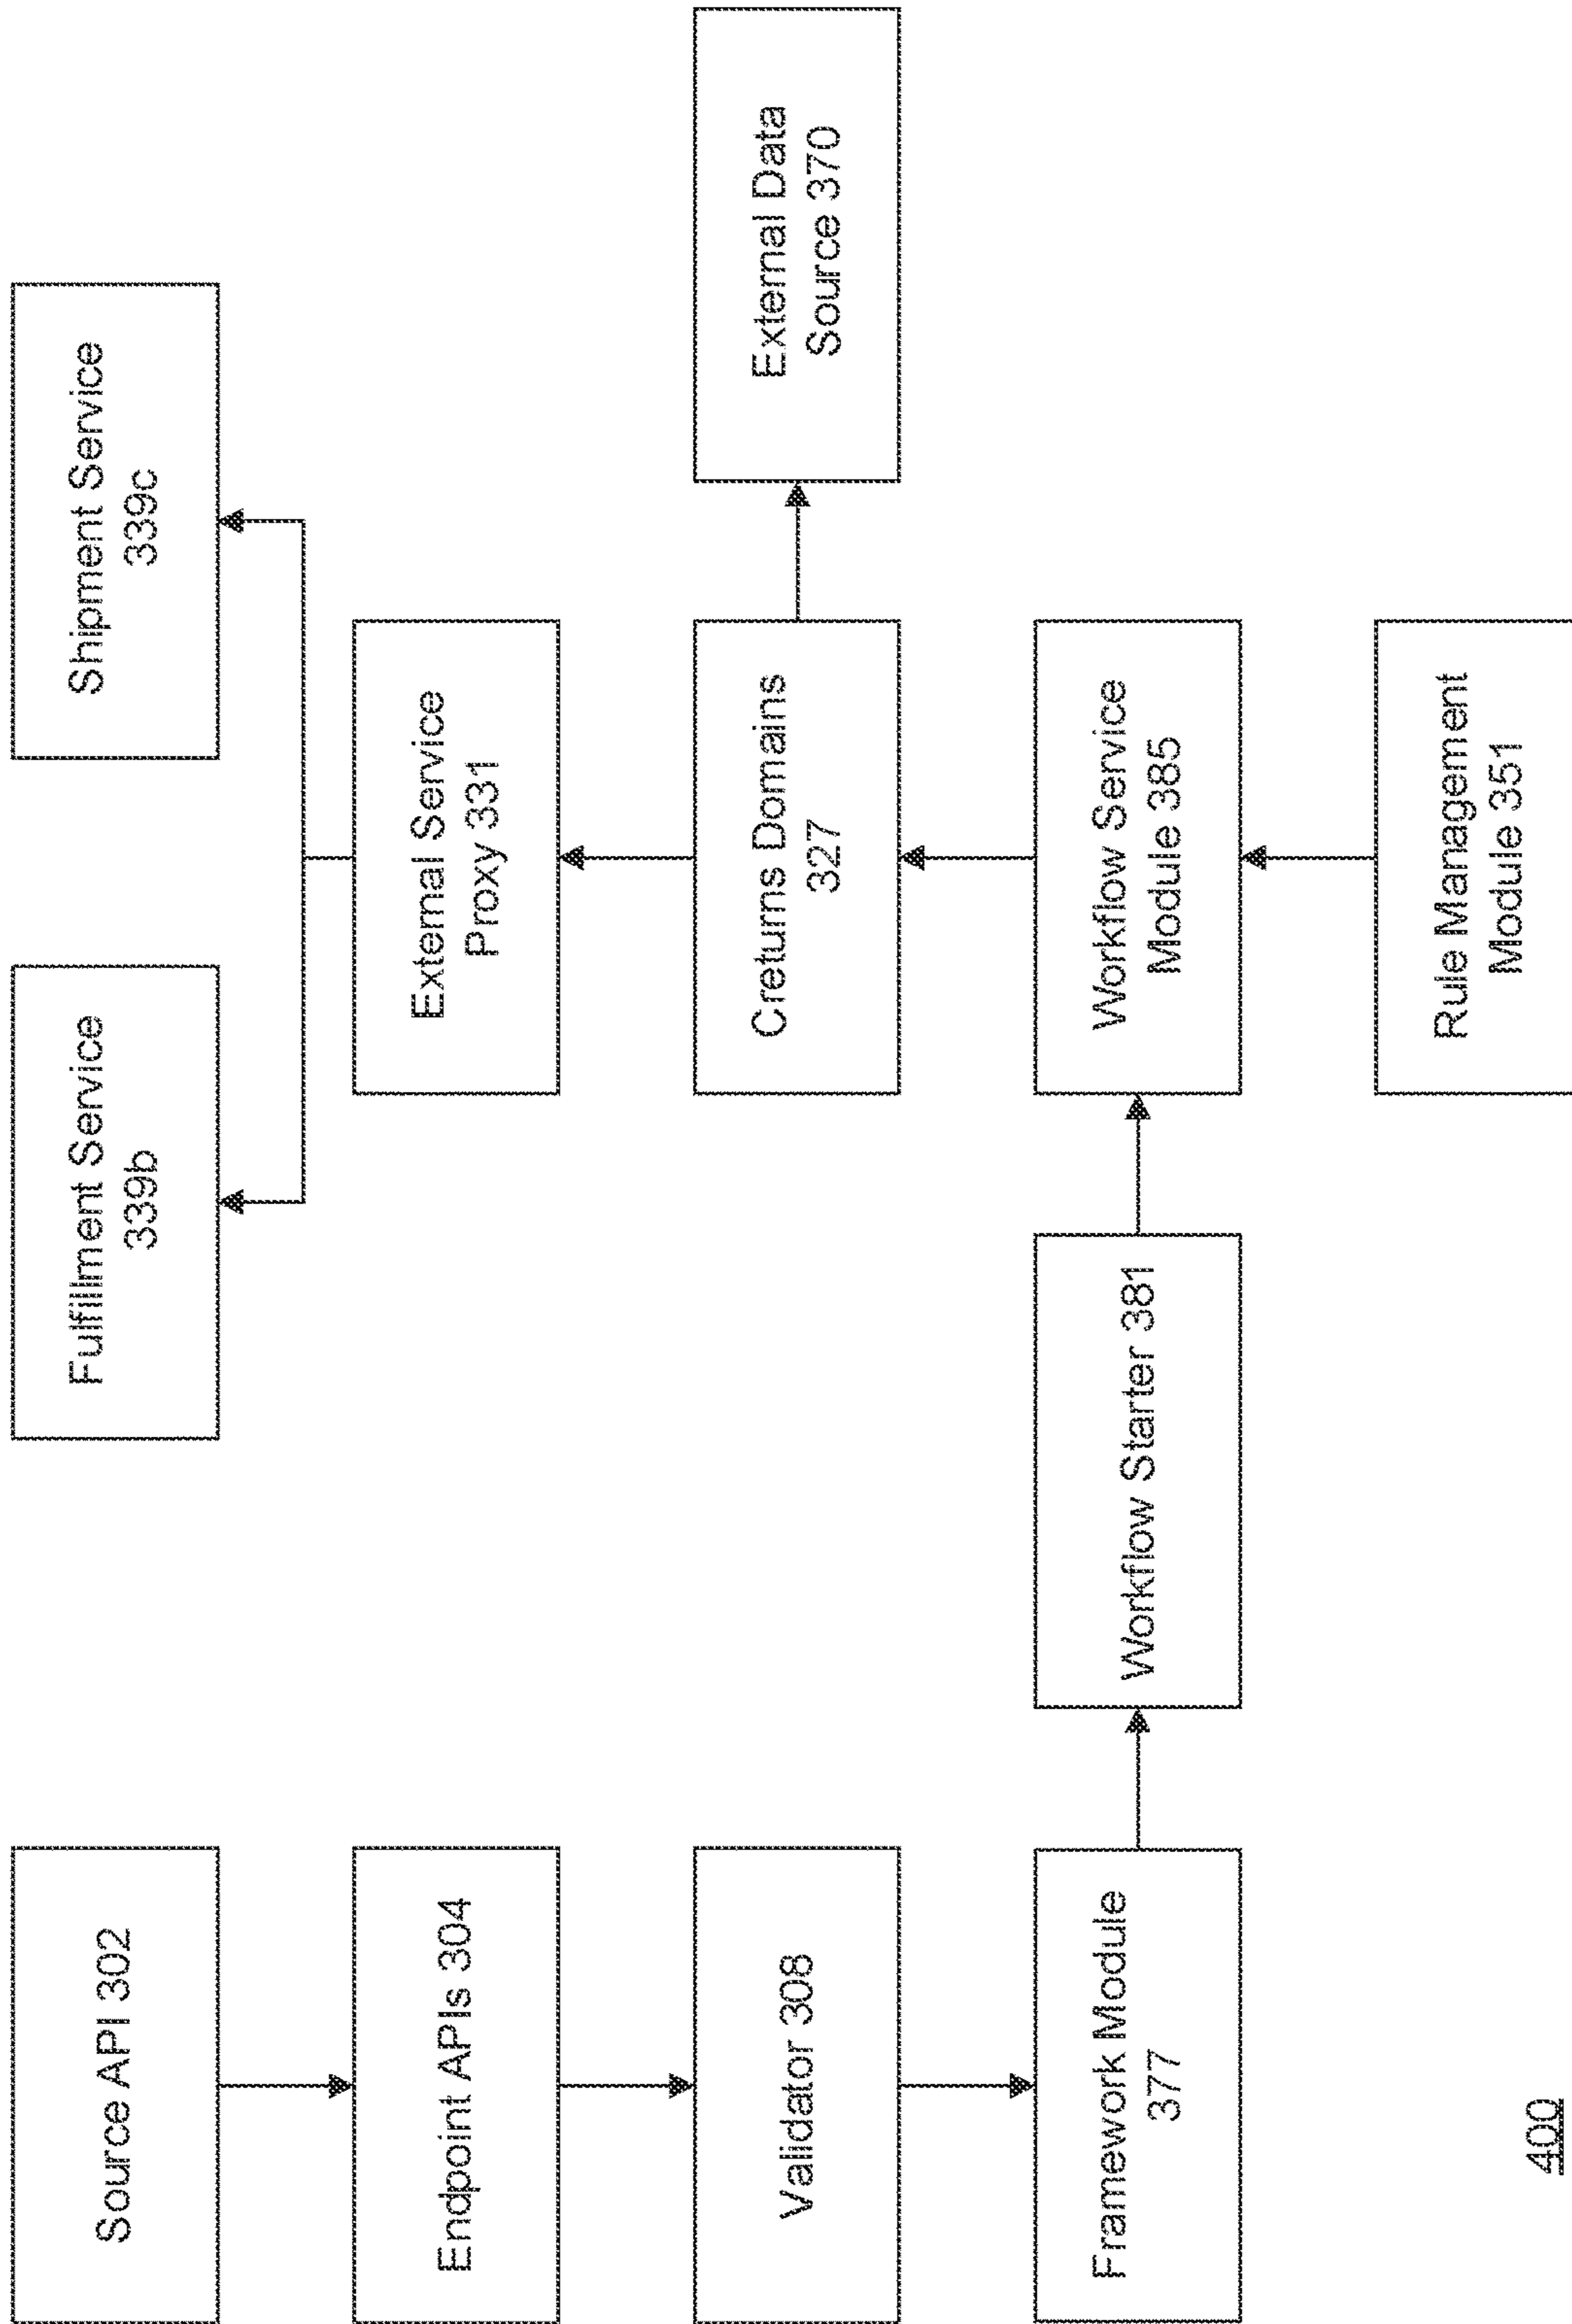 Source API 302
Endpoint APIs 304
Validator 308
Framework Module
377
Workflow Starter 381
Fulfillment Service
339b
Shipment Service
339c
External Service
Proxy 331
Creturns Domains
327
External Data
Source 370
Workflow Service
Module 385
Rule Management
Module 351
400